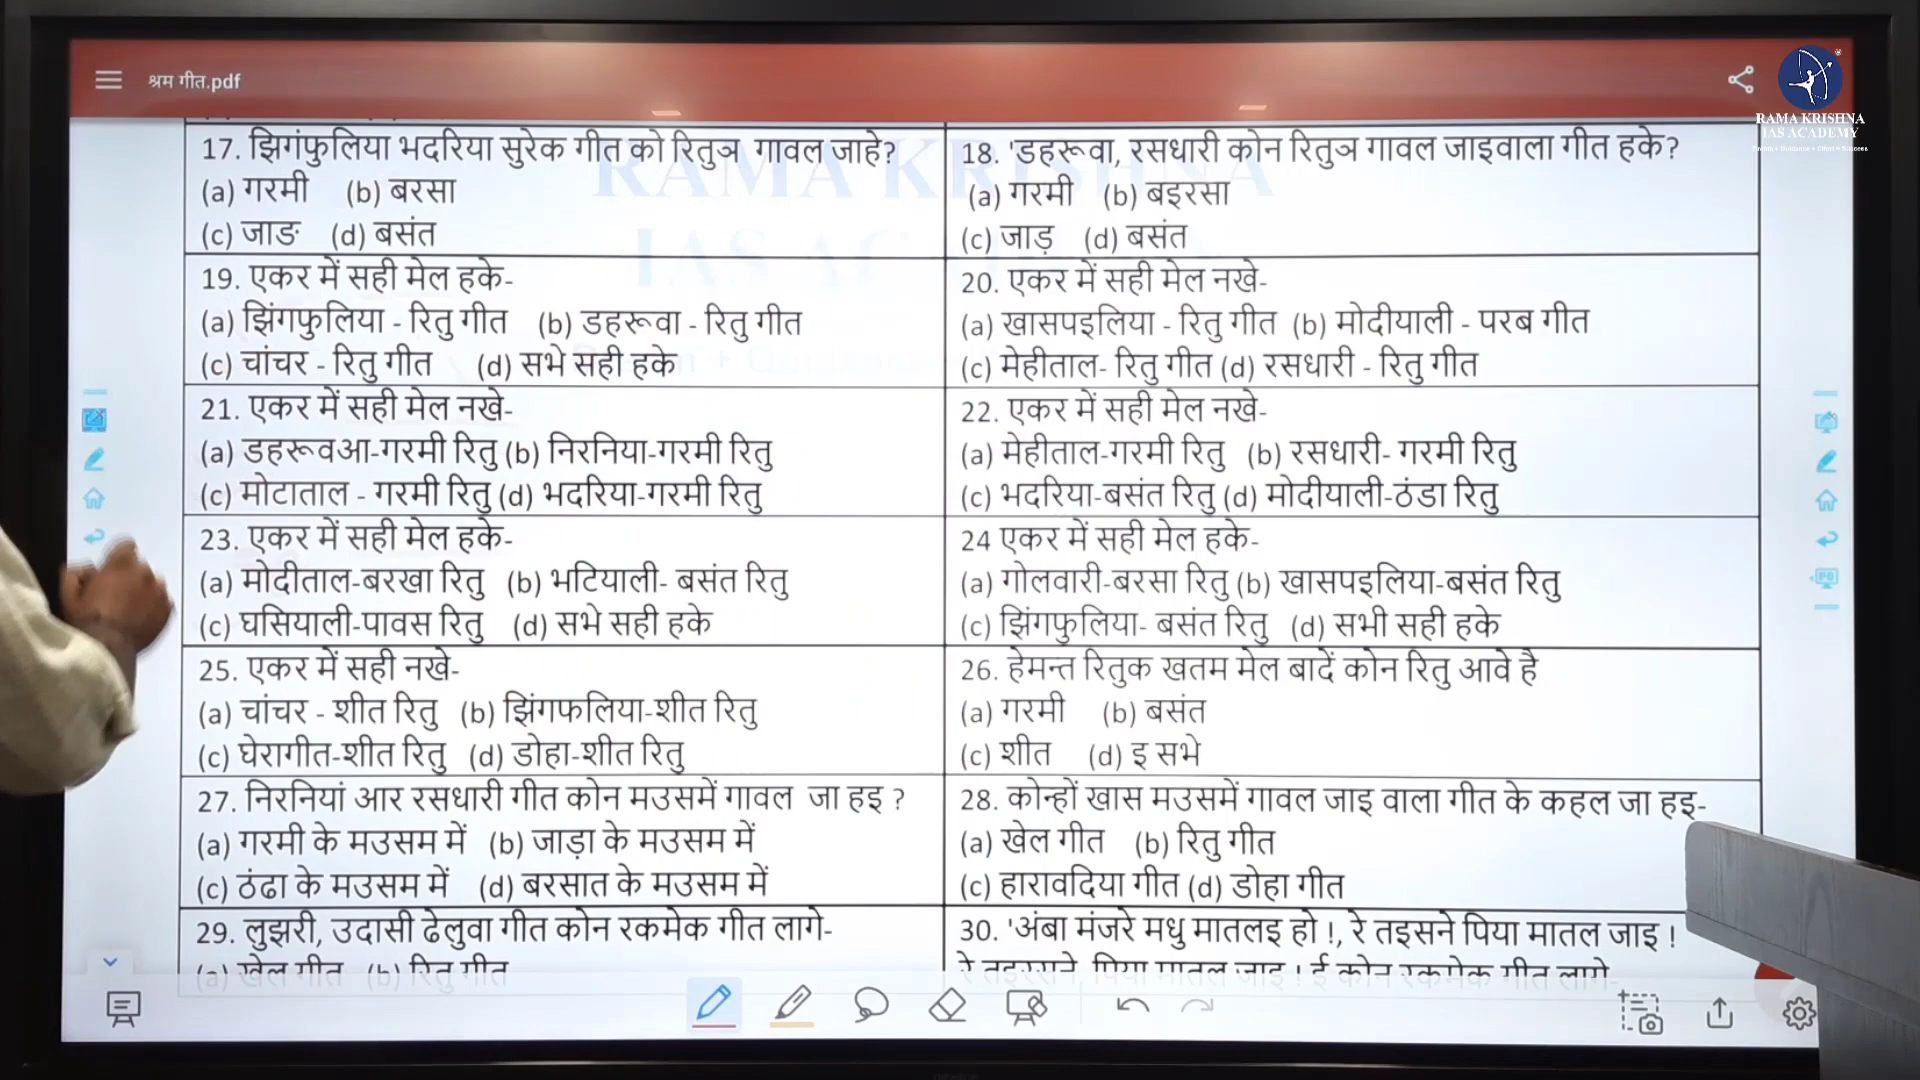 श्रम गीत.pdf
RAMA KRISHNA
IAS ACADEMY
17. झिगंफुलिया भदरिया सुरेक गीत को रितुञ गावल जाहे?
(a) गरमी (b) बरसा
(c) जाङ (d) बसंत
18. 'डहरूवा, रसधारी कोन रितुञ गावल जाइवाला गीत हके?
(a) गरमी (b) बइरसा
(c) जाड़ (d) बसंत
19. एकर में सही मेल हके-
(a) झिंगफुलिया - रितु गीत (b) डहरूवा - रितु गीत
(c) चांचर - रितु गीत (d) सभे सही हके
20. एकर में सही मेल नखे-
(a) खासपइलिया - रितु गीत (b) मोदीयाली - परब गीत
(c) मेहीताल- रितु गीत (d) रसधारी - रितु गीत
21. एकर में सही मेल नखे-
(a) डहरूवआ-गरमी रितु (b) निरनिया-गरमी रितु
(c) मोटाताल - गरमी रितु (d) भदरिया-गरमी रितु
22. एकर में सही मेल नखे-
(a) मेहीताल-गरमी रितु (b) रसधारी- गरमी रितु
(c) भदरिया-बसंत रितु (d) मोदीयाली-ठंडा रितु
23. एकर में सही मेल हके-
(a) मोदीताल-बरखा रितु (b) भटियाली- बसंत रितु
(c) घसियाली-पावस रितु (d) सभे सही हके
24 एकर में सही मेल हके-
(a) गोलवारी-बरसा रितु (b) खासपइलिया-बसंत रितु
(c) झिंगफुलिया- बसंत रितु (d) सभी सही हके
25. एकर में सही नखे-
(a) चांचर - शीत रितु (b) झिंगफलिया-शीत रितु
(c) घेरागीत-शीत रितु (d) डोहा-शीत रितु
26. हेमन्त रितुक खतम मेल बादें कोन रितु आवे है
(a) गरमी (b) बसंत
(c) शीत (d) इ सभे
27. निरनियां आर रसधारी गीत कोन मउसमें गावल जा हइ ?
(a) गरमी के मउसम में (b) जाड़ा के मउसम में
(c) ठंढा के मउसम में (d) बरसात के मउसम में
28. कोन्हों खास मउसमें गावल जाइ वाला गीत के कहल जा हइ-
(a) खेल गीत (b) रितु गीत
(c) हारावदिया गीत (d) डोहा गीत
29. लुझरी, उदासी ढेलुवा गीत कोन रकमेक गीत लागे-
(a) खेल गीत (b) रितु गीत
30. 'अंबा मंजरे मधु मातलइ हो !, रे तइसने पिया मातल जाइ !
रे तइसने पिया मातल जाइ ! ई कोन रकमेक गीत लागे-